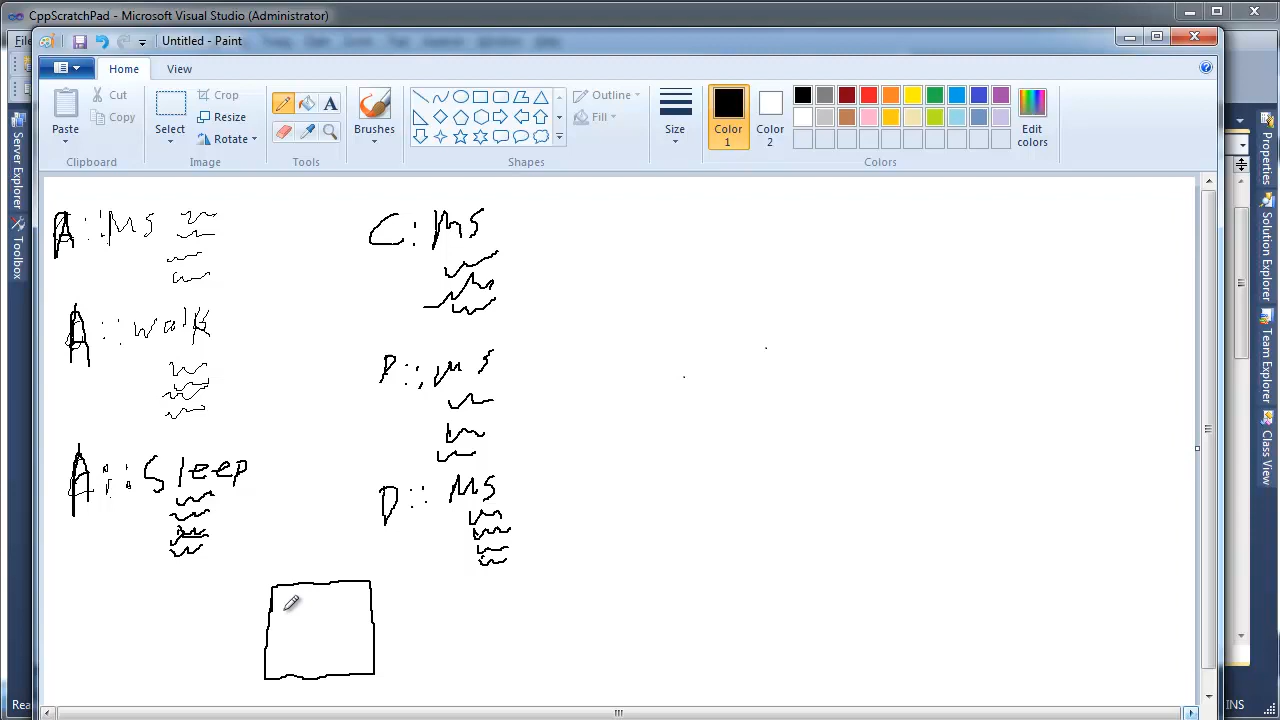 CppScratchPad - Microsoft Visual Studio (Administrator)
File
Untitled - Paint
Home View
Paste Cut Copy
Clipboard
Select Crop Resize Rotate
Image
A
Tools
Brushes
Outline Fill
Shapes
Size
Color 1 Color 2
Edit colors
Colors
Server Explorer
Toolbox
Properties
Solution Explorer
Team Explorer
Class View
A::Ms
A::walk
A::Sleep
C:Ms
P::Ms
D::Ms
Rea
INS